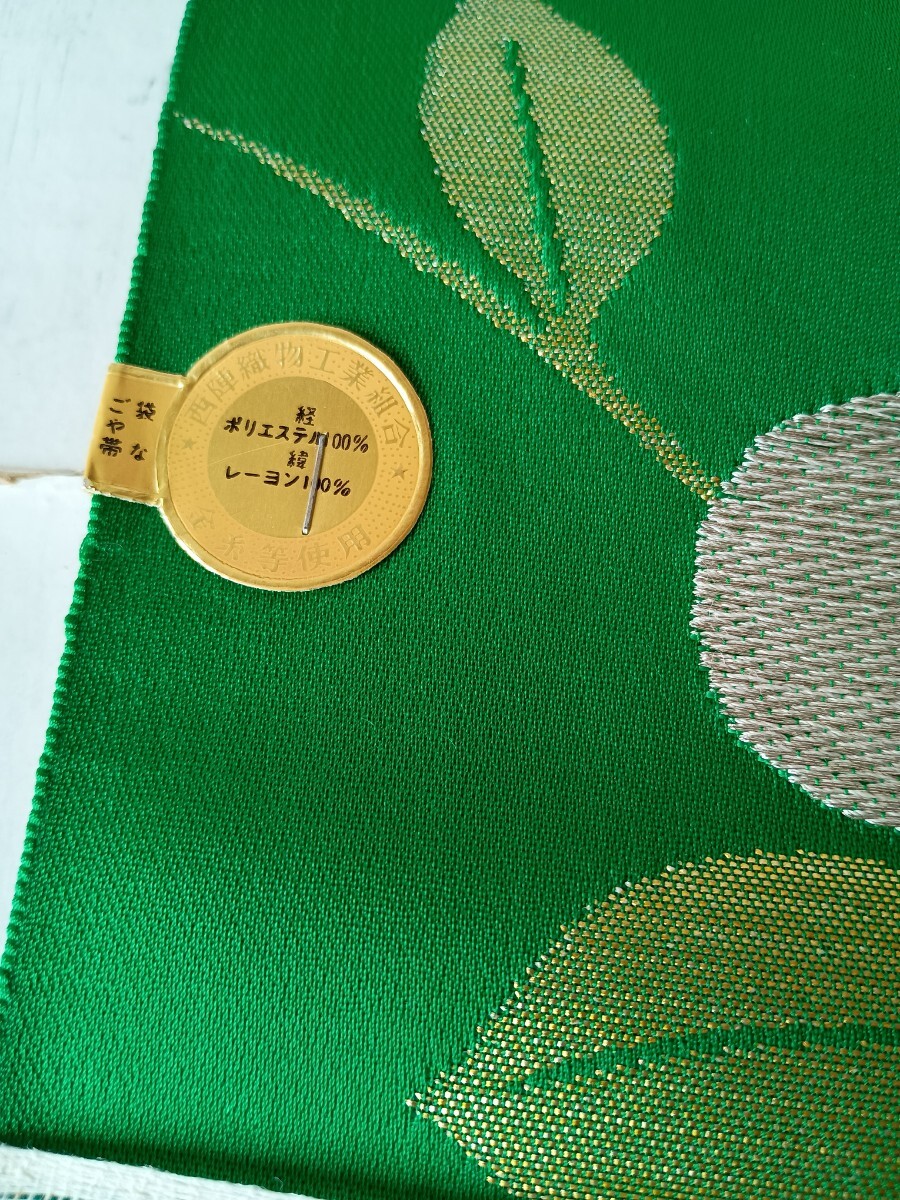 西陣織物工業組合
経
ポリエステル100%
緯
レーヨン100%
金糸等使用
袋な
ごや帯